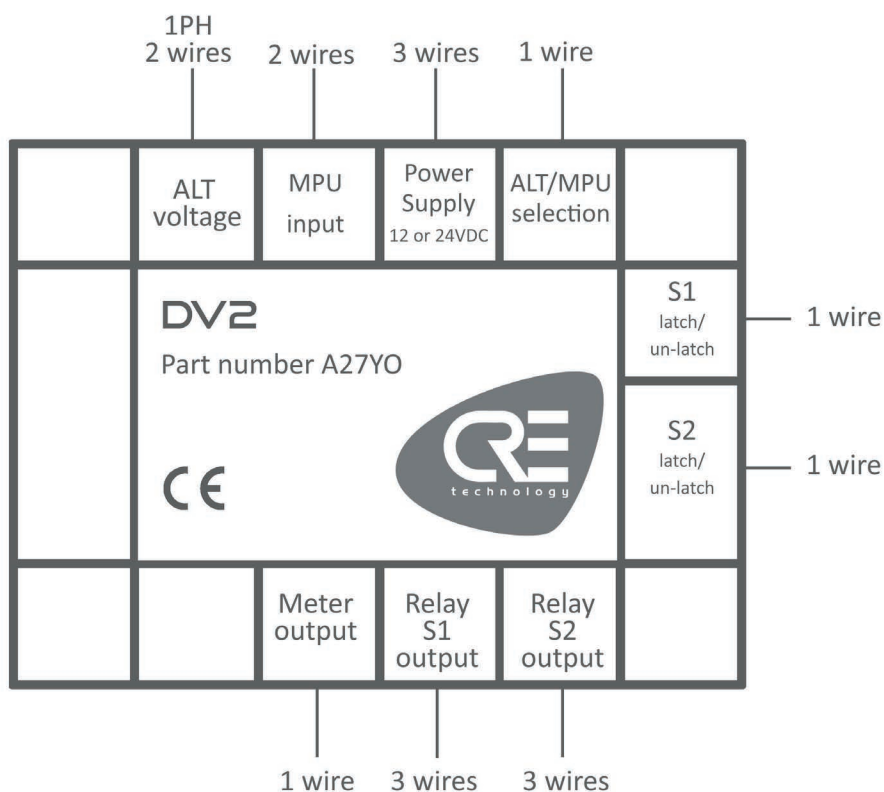 1PH
2 wires 2 wires 3 wires 1 wire
ALT
voltage
MPU
input
Power
Supply
12 or 24VDC
ALT/MPU
selection
DV2
Part number A27YO
CE
CRE
technology
S1
latch/
un-latch
1 wire
S2
latch/
un-latch
1 wire
Meter
output
Relay
S1
output
Relay
S2
output
1 wire 3 wires 3 wires